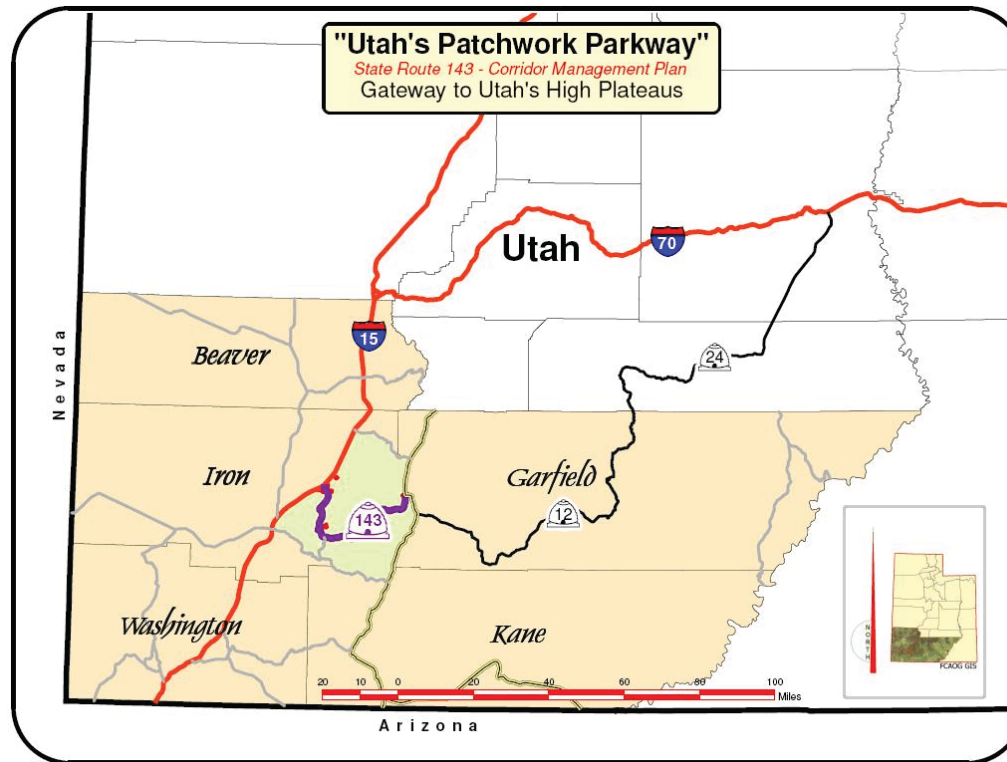 "Utah's Patchwork Parkway"
State Route 143 - Corridor Management Plan
Gateway to Utah's High Plateaus
Utah
70
15
Beaver
24
Nevada
Iron
Garfield
143
12
Washington
Kane
NORTH
FCAOG GIS
20 10 0 20 40 60 80 100
Miles
Arizona